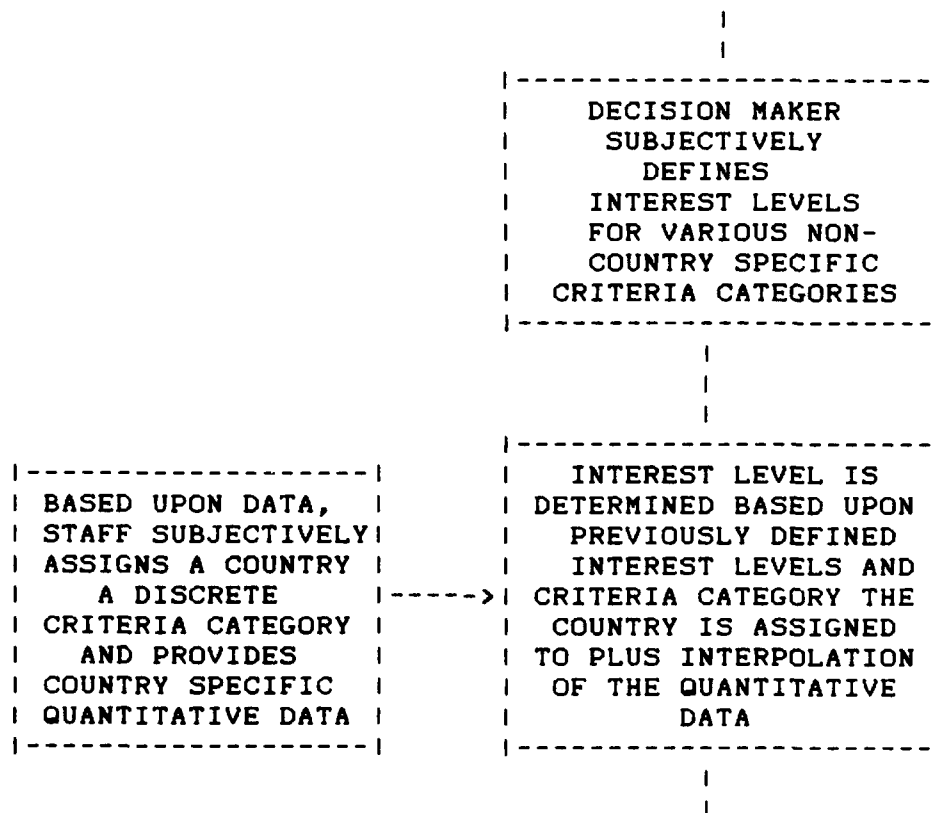 DECISION MAKER
SUBJECTIVELY
DEFINES
INTEREST LEVELS
FOR VARIOUS NON-
COUNTRY SPECIFIC
CRITERIA CATEGORIES
BASED UPON DATA,
STAFF SUBJECTIVELY
ASSIGNS A COUNTRY
A DISCRETE
CRITERIA CATEGORY
AND PROVIDES
COUNTRY SPECIFIC
QUANTITATIVE DATA
INTEREST LEVEL IS
DETERMINED BASED UPON
PREVIOUSLY DEFINED
INTEREST LEVELS AND
CRITERIA CATEGORY THE
COUNTRY IS ASSIGNED
TO PLUS INTERPOLATION
OF THE QUANTITATIVE
DATA